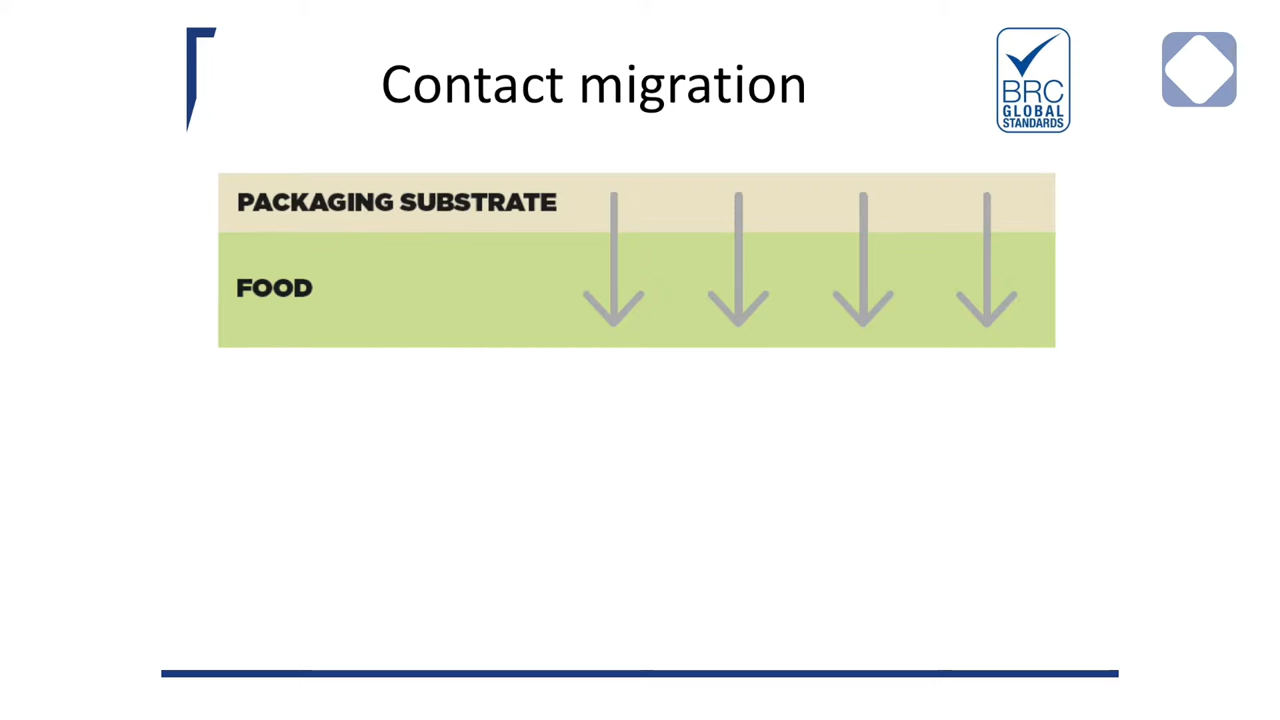 Contact migration
BRC
GLOBAL
STANDARDS
PACKAGING SUBSTRATE
FOOD